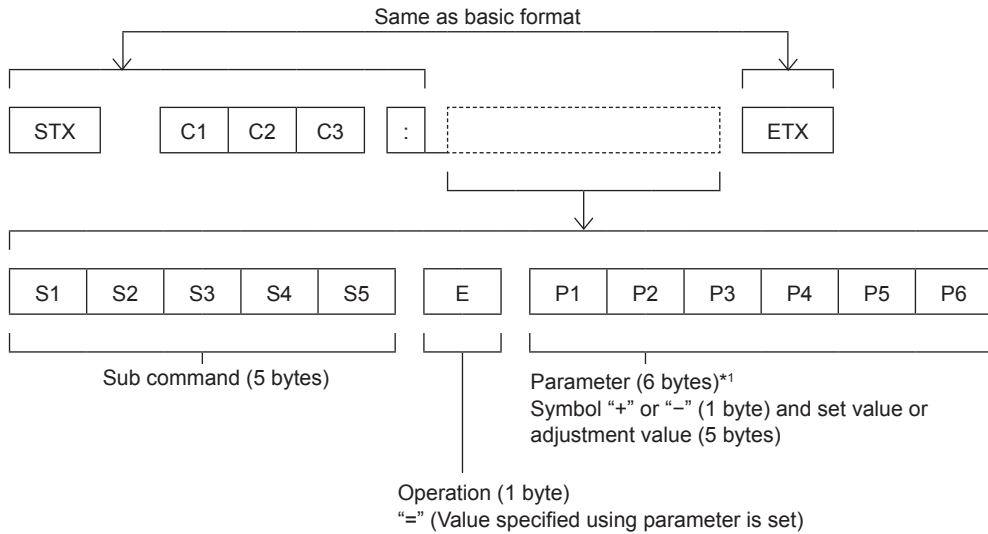 Same as basic format
STX C1 C2 C3 : ETX
S1 S2 S3 S4 S5 E P1 P2 P3 P4 P5 P6
Sub command (5 bytes)
Parameter (6 bytes)*1
Symbol “+” or “−” (1 byte) and set value or
adjustment value (5 bytes)
Operation (1 byte)
“=” (Value specified using parameter is set)